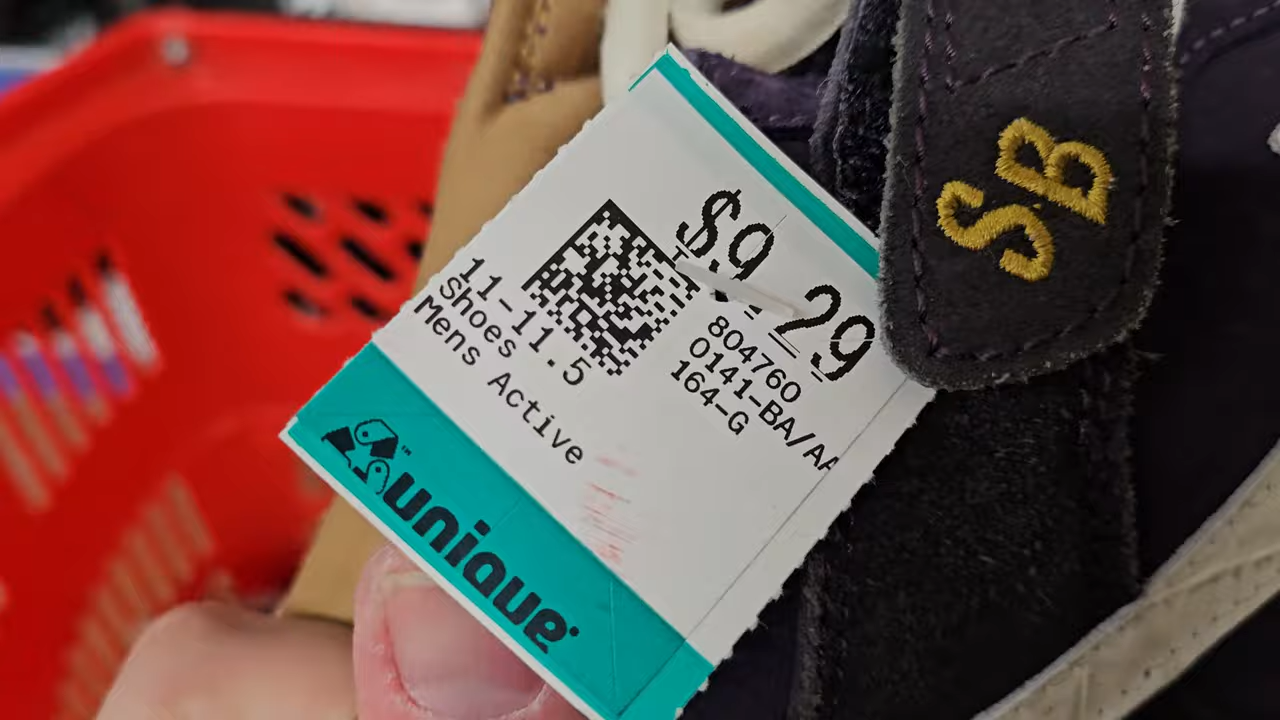 SB
$9.29
804760
0141-BA/AA
164-G
11-11.5
Shoes
Mens Active
unique